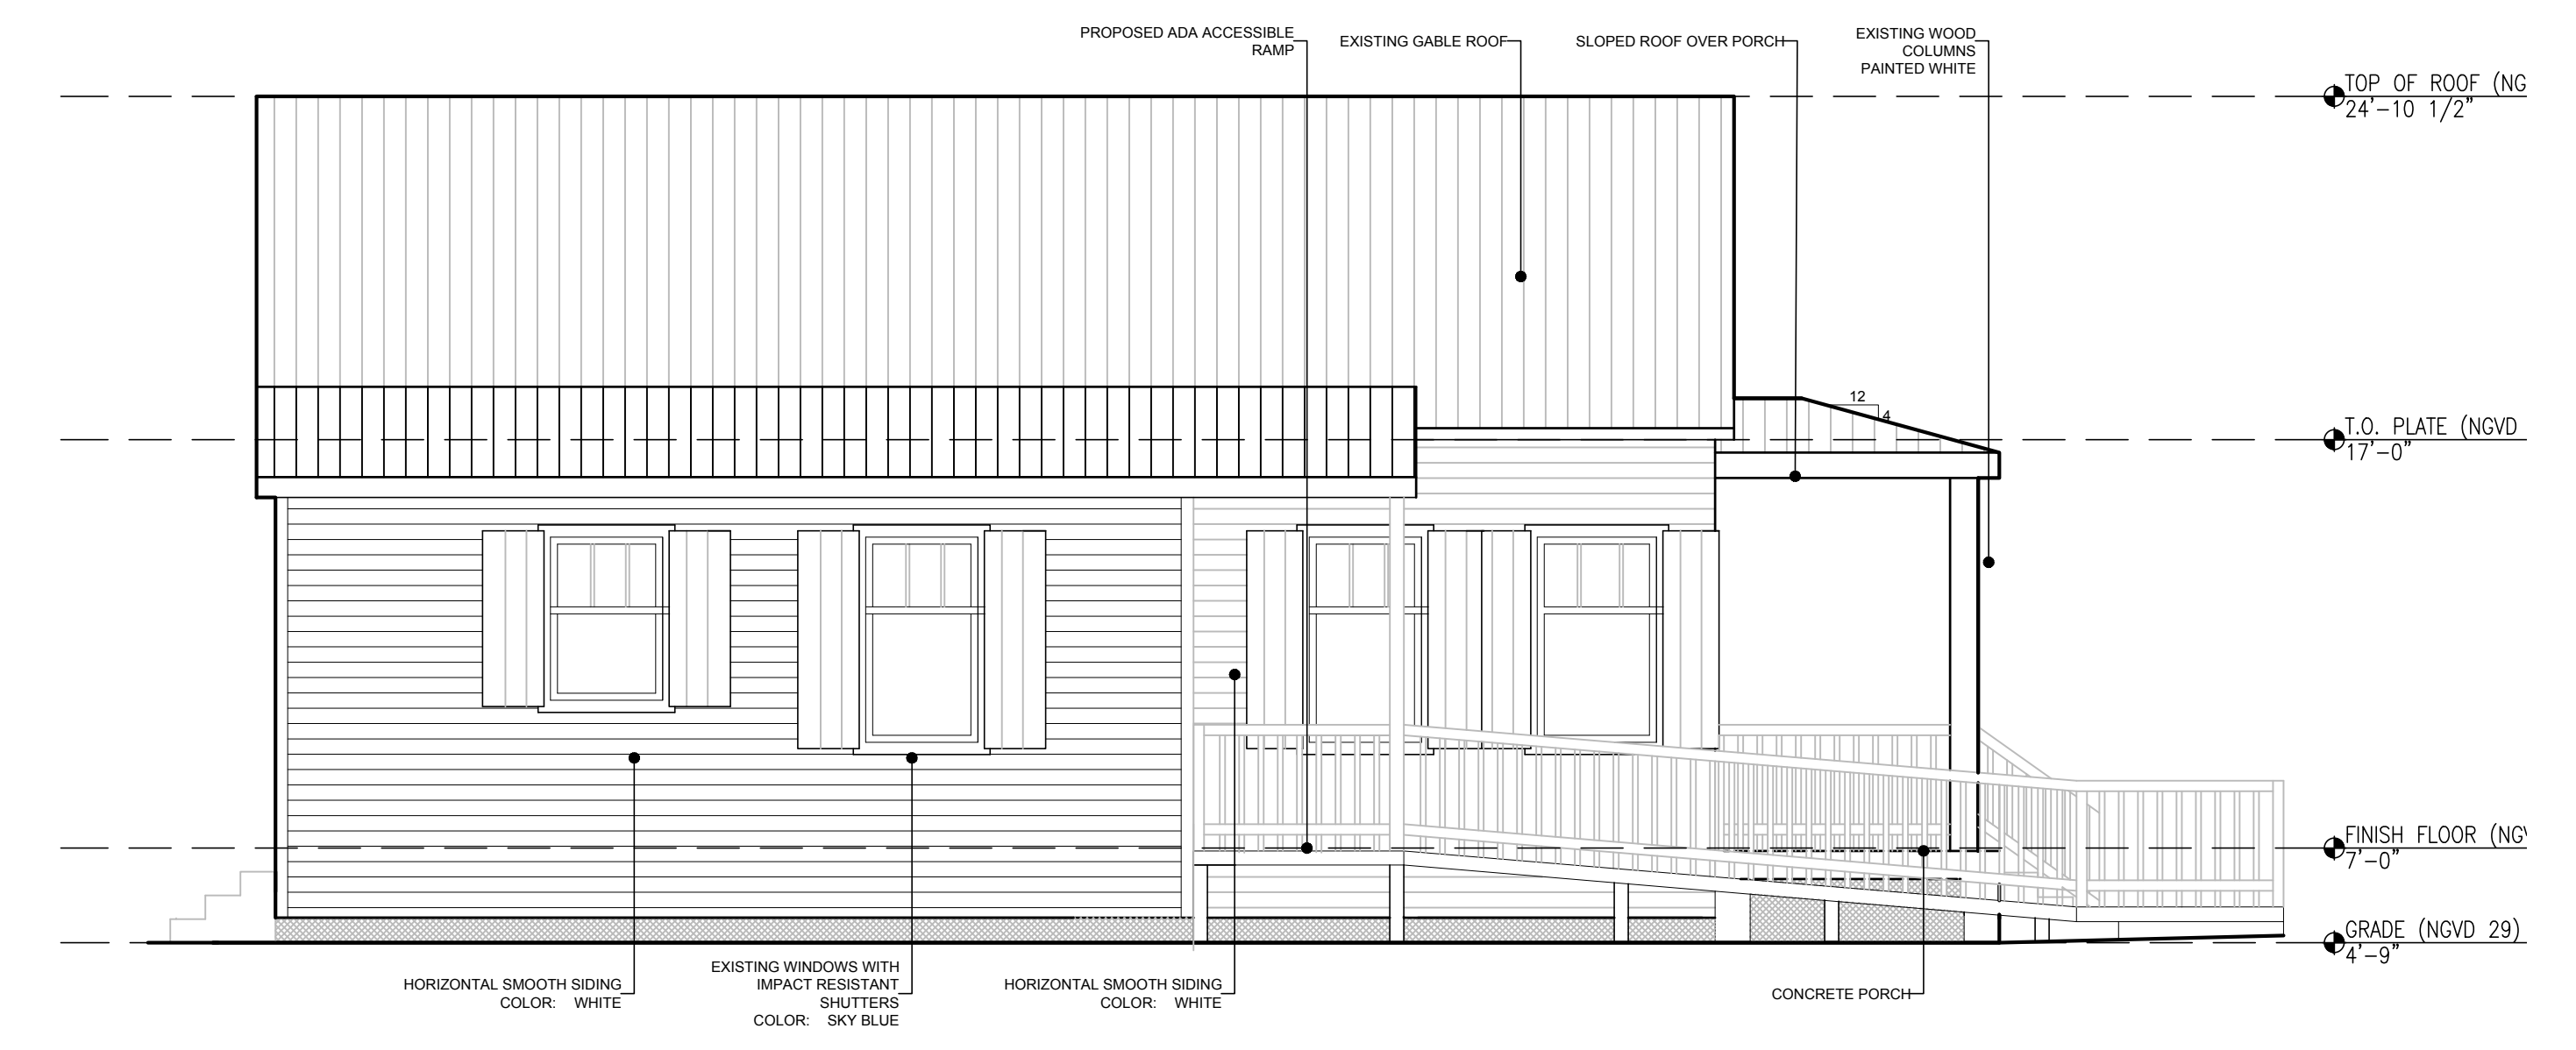 PROPOSED ADA ACCESSIBLE
RAMP
EXISTING GABLE ROOF
SLOPED ROOF OVER PORCH
EXISTING WOOD
COLUMNS
PAINTED WHITE
TOP OF ROOF (NG
24'-10 1/2"
12
4
T.O. PLATE (NGVD
17'-0"
FINISH FLOOR (NGV
7'-0"
GRADE (NGVD 29)
4'-9"
HORIZONTAL SMOOTH SIDING
COLOR: WHITE
EXISTING WINDOWS WITH
IMPACT RESISTANT
SHUTTERS
COLOR: SKY BLUE
HORIZONTAL SMOOTH SIDING
COLOR: WHITE
CONCRETE PORCH